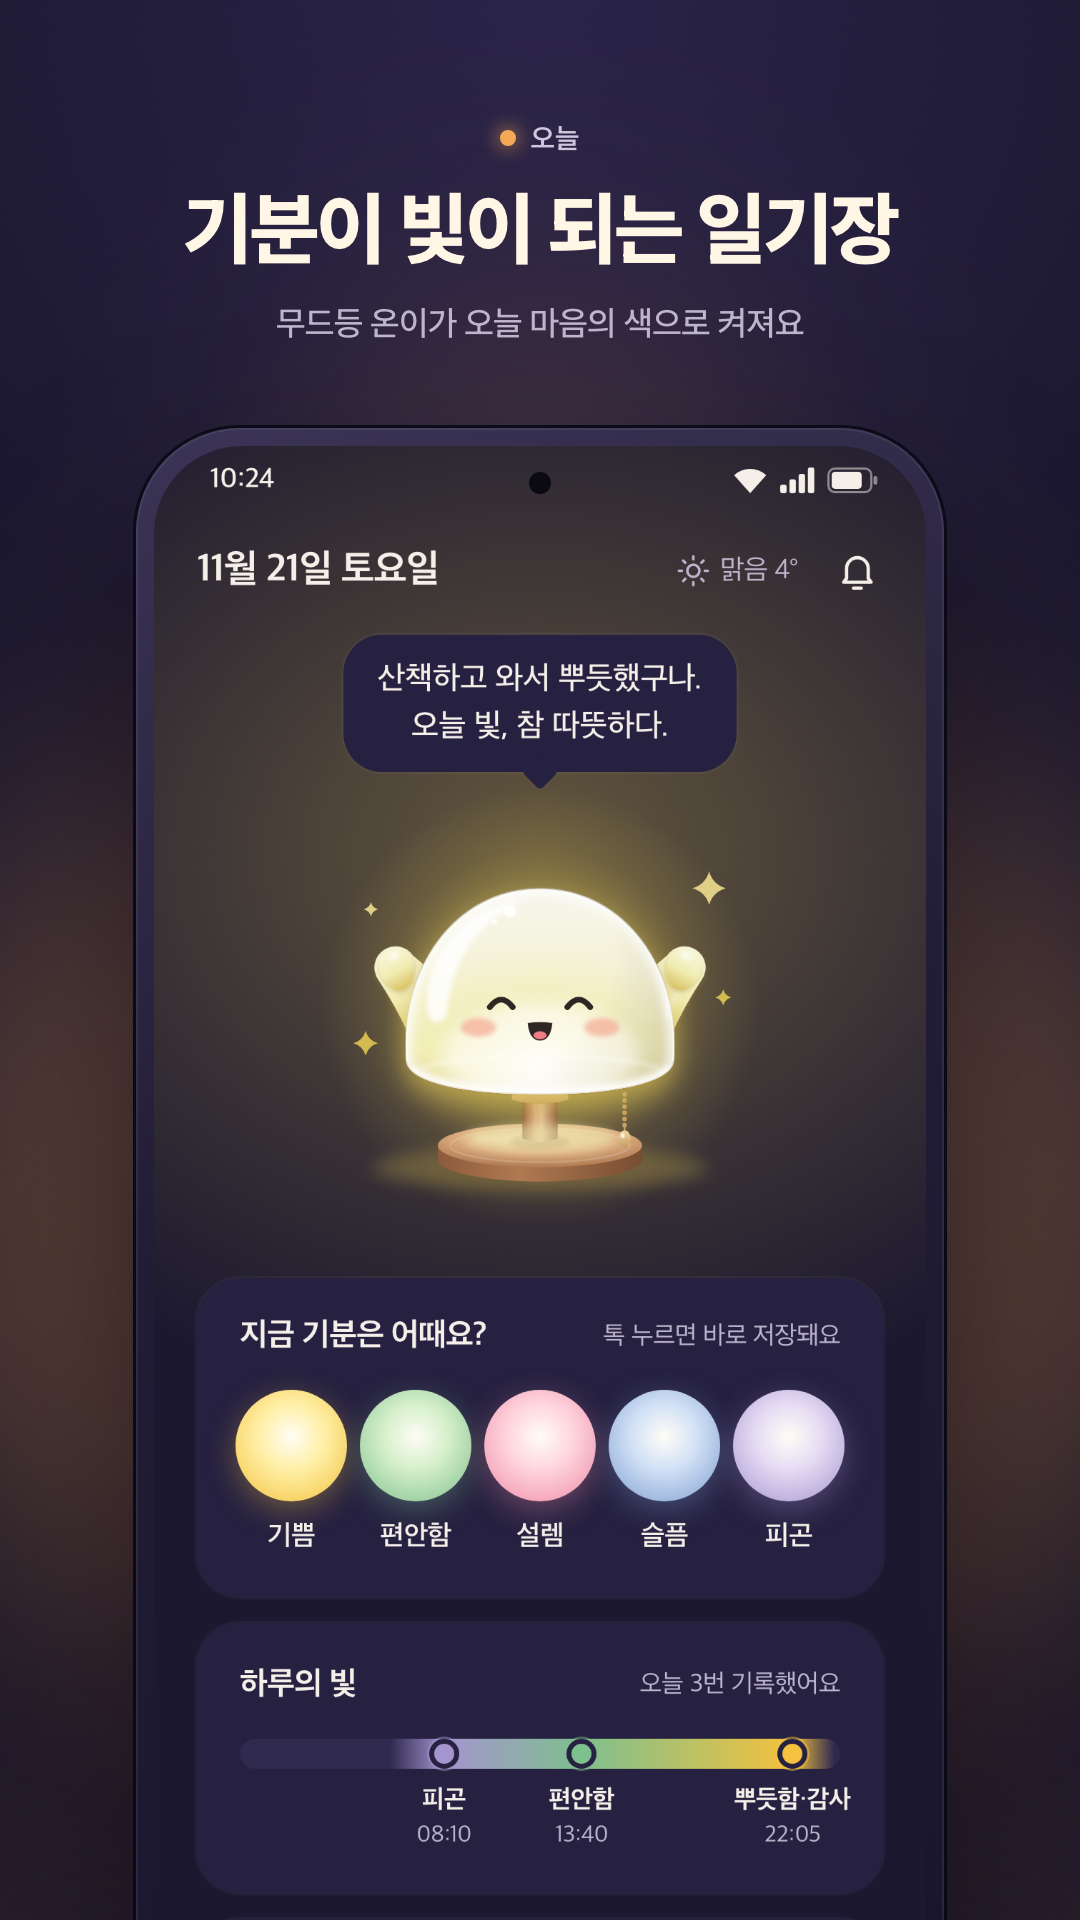 오늘
기분이 빛이 되는 일기장
무드등 온이가 오늘 마음의 색으로 켜져요
10:24
11월 21일 토요일
맑음 4°
산책하고 와서 뿌듯했구나.
오늘 빛, 참 따뜻하다.
지금 기분은 어때요?
톡 누르면 바로 저장돼요
기쁨 편안함 설렘 슬픔 피곤
하루의 빛
오늘 3번 기록했어요
피곤 편안함 뿌듯함·감사
08:10 13:40 22:05